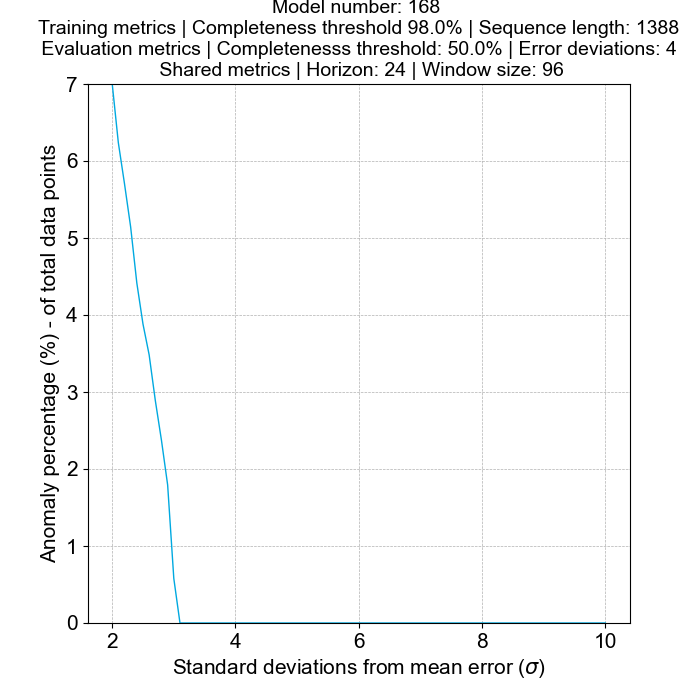 Model number: 168
Training metrics | Completeness threshold 98.0% | Sequence length: 1388
Evaluation metrics | Completenesss threshold: 50.0% | Error deviations: 4
Shared metrics | Horizon: 24 | Window size: 96
7
6
5
4
3
2
1
0
Anomaly percentage (%) - of total data points
2 4 6 8 10
Standard deviations from mean error (σ)